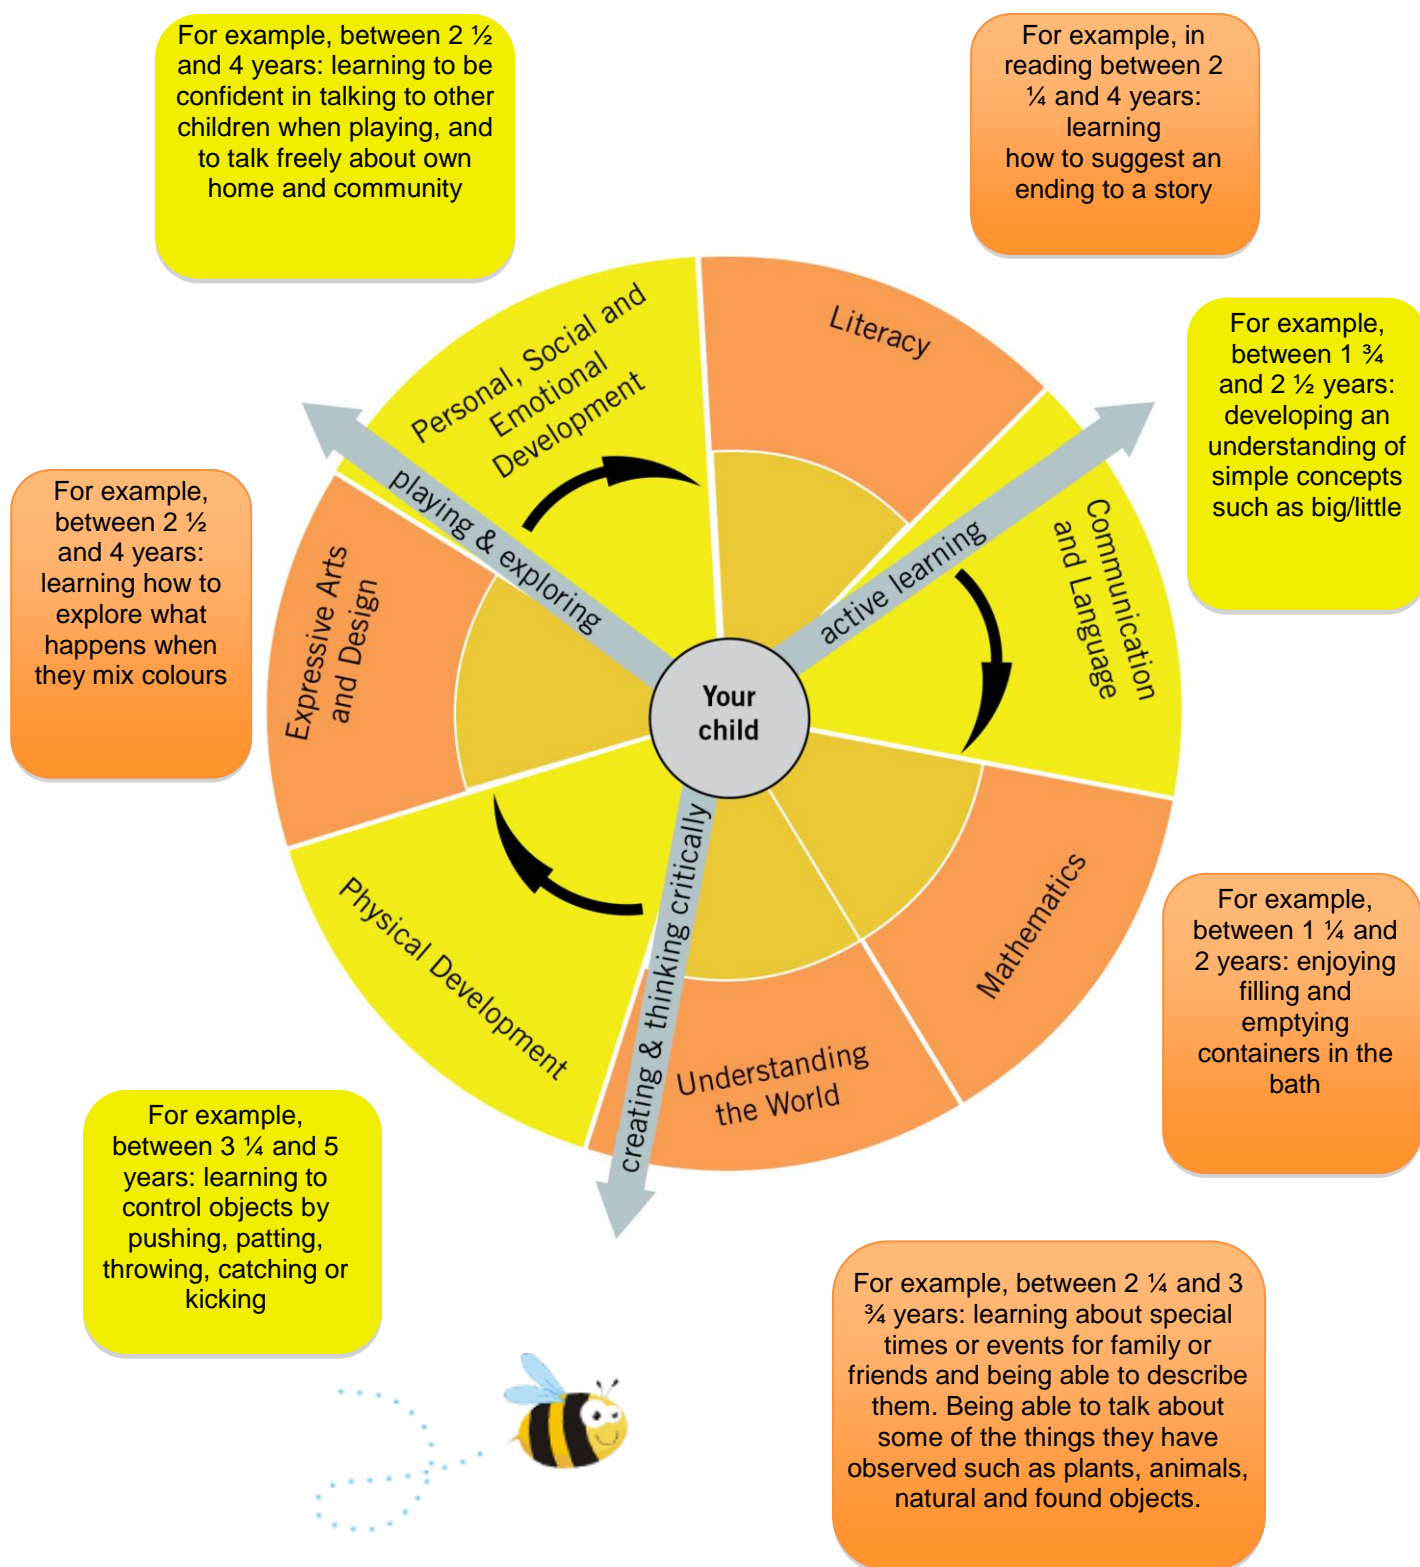 For example, between 2 ½
and 4 years: learning to be
confident in talking to other
children when playing, and
to talk freely about own
home and community
For example, in
reading between 2
¼ and 4 years:
learning
how to suggest an
ending to a story
For example,
between 1 ¾
and 2 ½ years:
developing an
understanding of
simple concepts
such as big/little
For example,
between 2 ½
and 4 years:
learning how to
explore what
happens when
they mix colours
Personal, Social and
Emotional
Development
Literacy
Communication
and Language
playing & exploring
active learning
Expressive Arts
and Design
Your
child
Mathematics
Physical Development
creating & thinking critically
Understanding
the World
For example,
between 1 ¼ and
2 years: enjoying
filling and
emptying
containers in the
bath
For example,
between 3 ¼ and 5
years: learning to
control objects by
pushing, patting,
throwing, catching or
kicking
For example, between 2 ¼ and 3
¾ years: learning about special
times or events for family or
friends and being able to describe
them. Being able to talk about
some of the things they have
observed such as plants, animals,
natural and found objects.